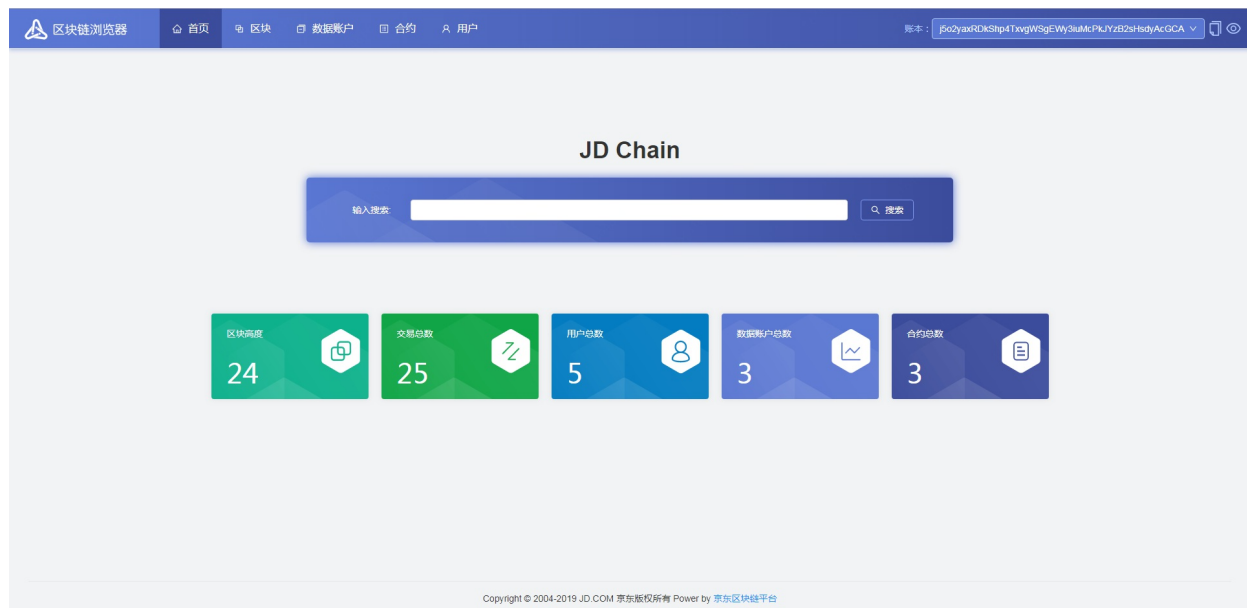 区块链浏览器 首页 区块 数据账户 合约 用户 账本： j5o2yaxRDkShp4TxvgWSgEWy3iuMcPkJYzB2sHsdyAcGCA
JD Chain
输入搜索: 搜索
区块高度 交易总数 用户总数 数据账户总数 合约总数
24 25 5 3 3
Copyright © 2004-2019 JD.COM 京东版权所有 Power by 京东区块链平台